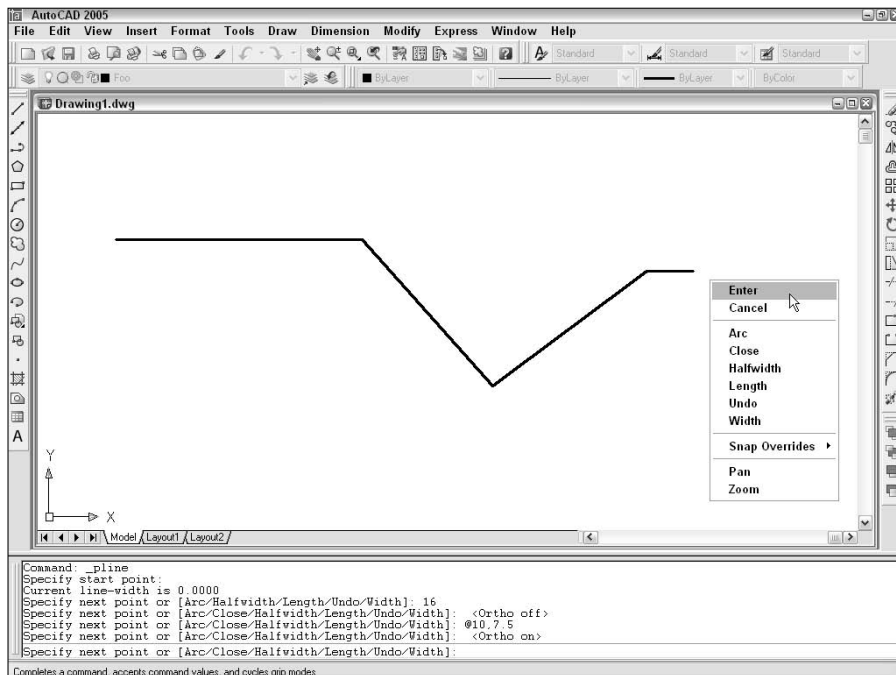 AutoCAD 2005
File Edit View Insert Format Tools Draw Dimension Modify Express Window Help
Standard Standard Standard
Foo ByLayer ByLayer ByLayer ByColor
Drawing1.dwg
Enter
Cancel
Arc
Close
Halfwidth
Length
Undo
Width
Snap Overrides
Pan
Zoom
Y
X
A
Model Layout1 Layout2
Command: _pline
Specify start point:
Current line-width is 0.0000
Specify next point or [Arc/Halfwidth/Length/Undo/Width]: 16
Specify next point or [Arc/Close/Halfwidth/Length/Undo/Width]: <Ortho off>
Specify next point or [Arc/Close/Halfwidth/Length/Undo/Width]: @10,7.5
Specify next point or [Arc/Close/Halfwidth/Length/Undo/Width]: <Ortho on>
Specify next point or [Arc/Close/Halfwidth/Length/Undo/Width]:
Completes a command, accepts command values, and cycles grip modes